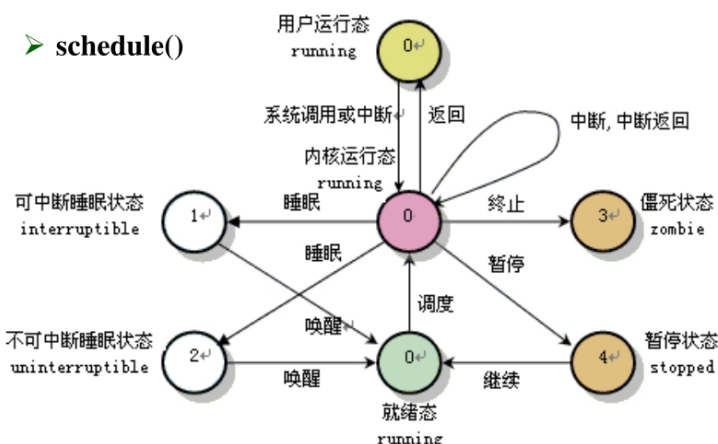 ➢ schedule()
用户运行态
running
0↵
系统调用或中断↵
返回
中断, 中断返回
内核运行态
running
可中断睡眠状态
interruptible
1↵
睡眠
0
终止
3↵
僵死状态
zombie
睡眠
暂停
调度
唤醒↵
不可中断睡眠状态
uninterruptible
2↵
唤醒
0↵
继续
4↵
暂停状态
stopped
就绪态
running